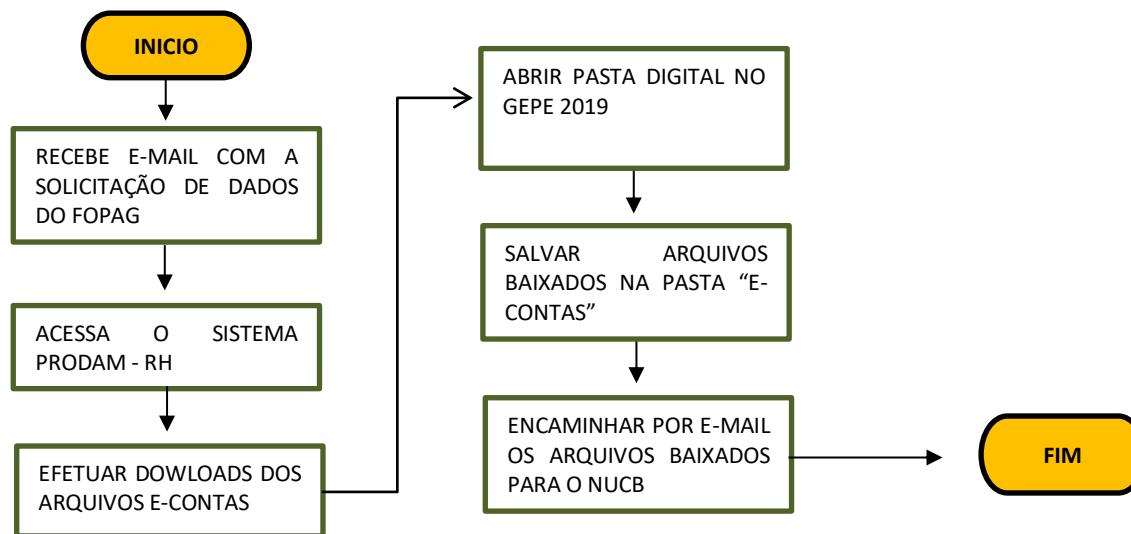 INICIO
RECEBE E-MAIL COM A
SOLICITAÇÃO DE DADOS
DO FOPAG
ACESSA O SISTEMA
PRODAM - RH
EFETUAR DOWLOADS DOS
ARQUIVOS E-CONTAS
ABRIR PASTA DIGITAL NO
GEPE 2019
SALVAR ARQUIVOS
BAIXADOS NA PASTA “E-
CONTAS”
ENCAMINHAR POR E-MAIL
OS ARQUIVOS BAIXADOS
PARA O NUCB
FIM